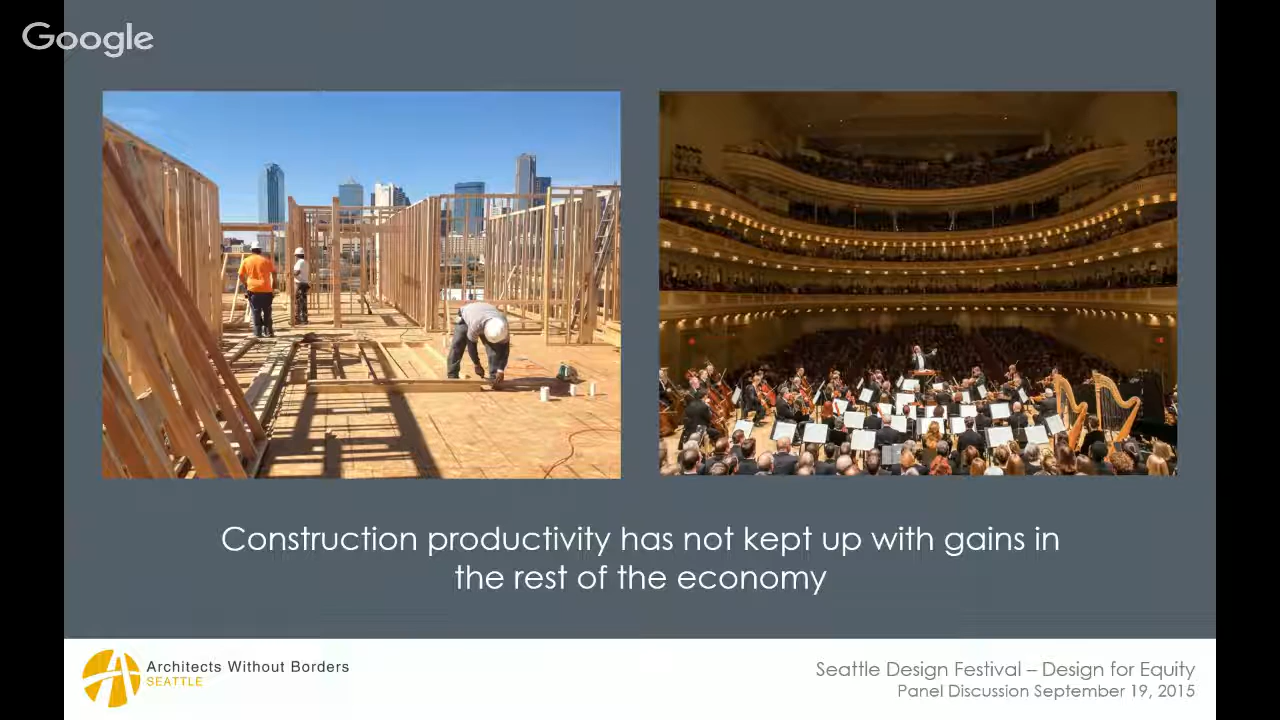 Google
Construction productivity has not kept up with gains in
the rest of the economy
Architects Without Borders
SEATTLE
Seattle Design Festival – Design for Equity
Panel Discussion September 19, 2015